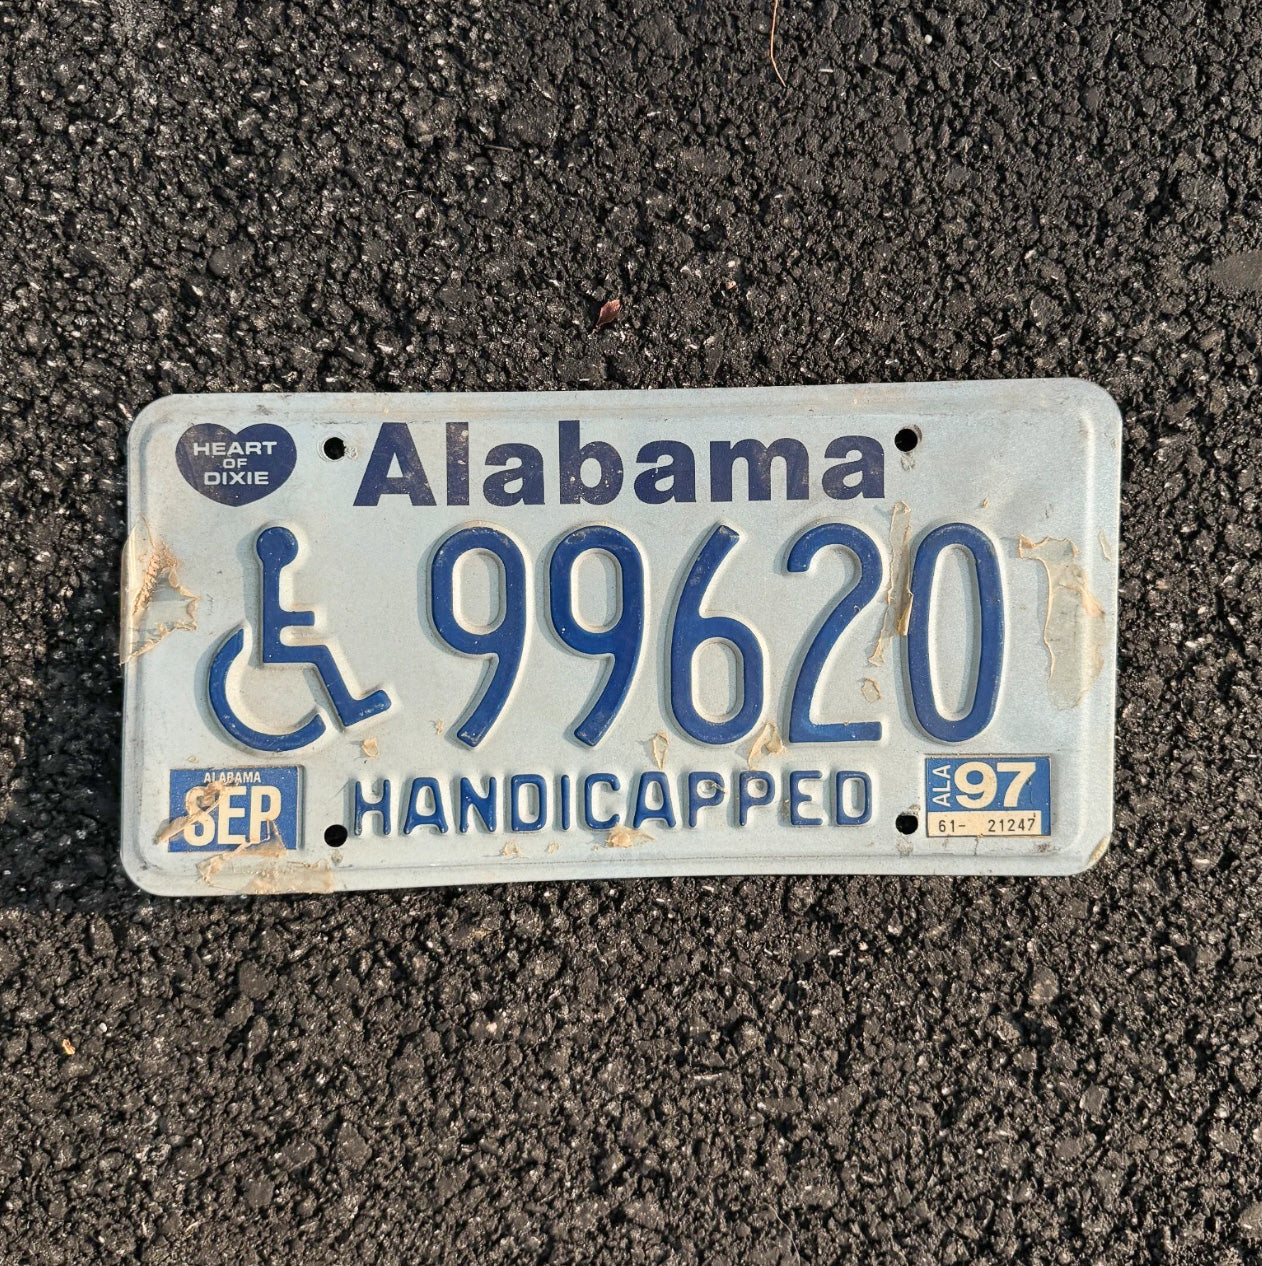 HEART
OF
DIXIE
Alabama
99620
ALABAMA
SEP
HANDICAPPED
ALA 97
61- 21247